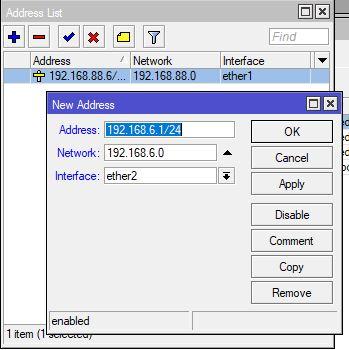 Address List
Find
Address Network Interface
192.168.88.6/... 192.168.88.0 ether1
New Address
Address: 192.168.6.1/24
Network: 192.168.6.0
Interface: ether2
OK
Cancel
Apply
Disable
Comment
Copy
Remove
enabled
1 item (1 selected)